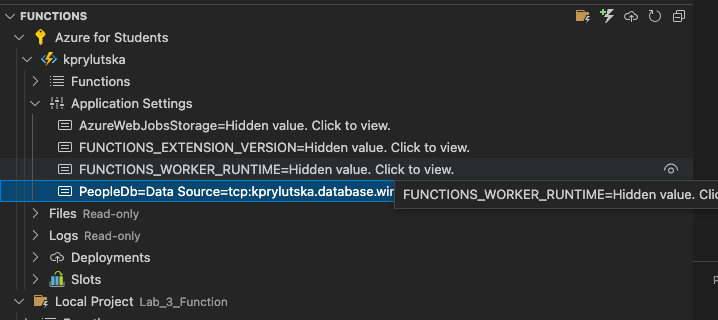 FUNCTIONS
Azure for Students
kprylutska
Functions
Application Settings
AzureWebJobsStorage=Hidden value. Click to view.
FUNCTIONS_EXTENSION_VERSION=Hidden value. Click to view.
FUNCTIONS_WORKER_RUNTIME=Hidden value. Click to view.
PeopleDb=Data Source=tcp:kprylutska.database.win
FUNCTIONS_WORKER_RUNTIME=Hidden value. Clic
Files Read-only
Logs Read-only
Deployments
Slots
Local Project Lab_3_Function